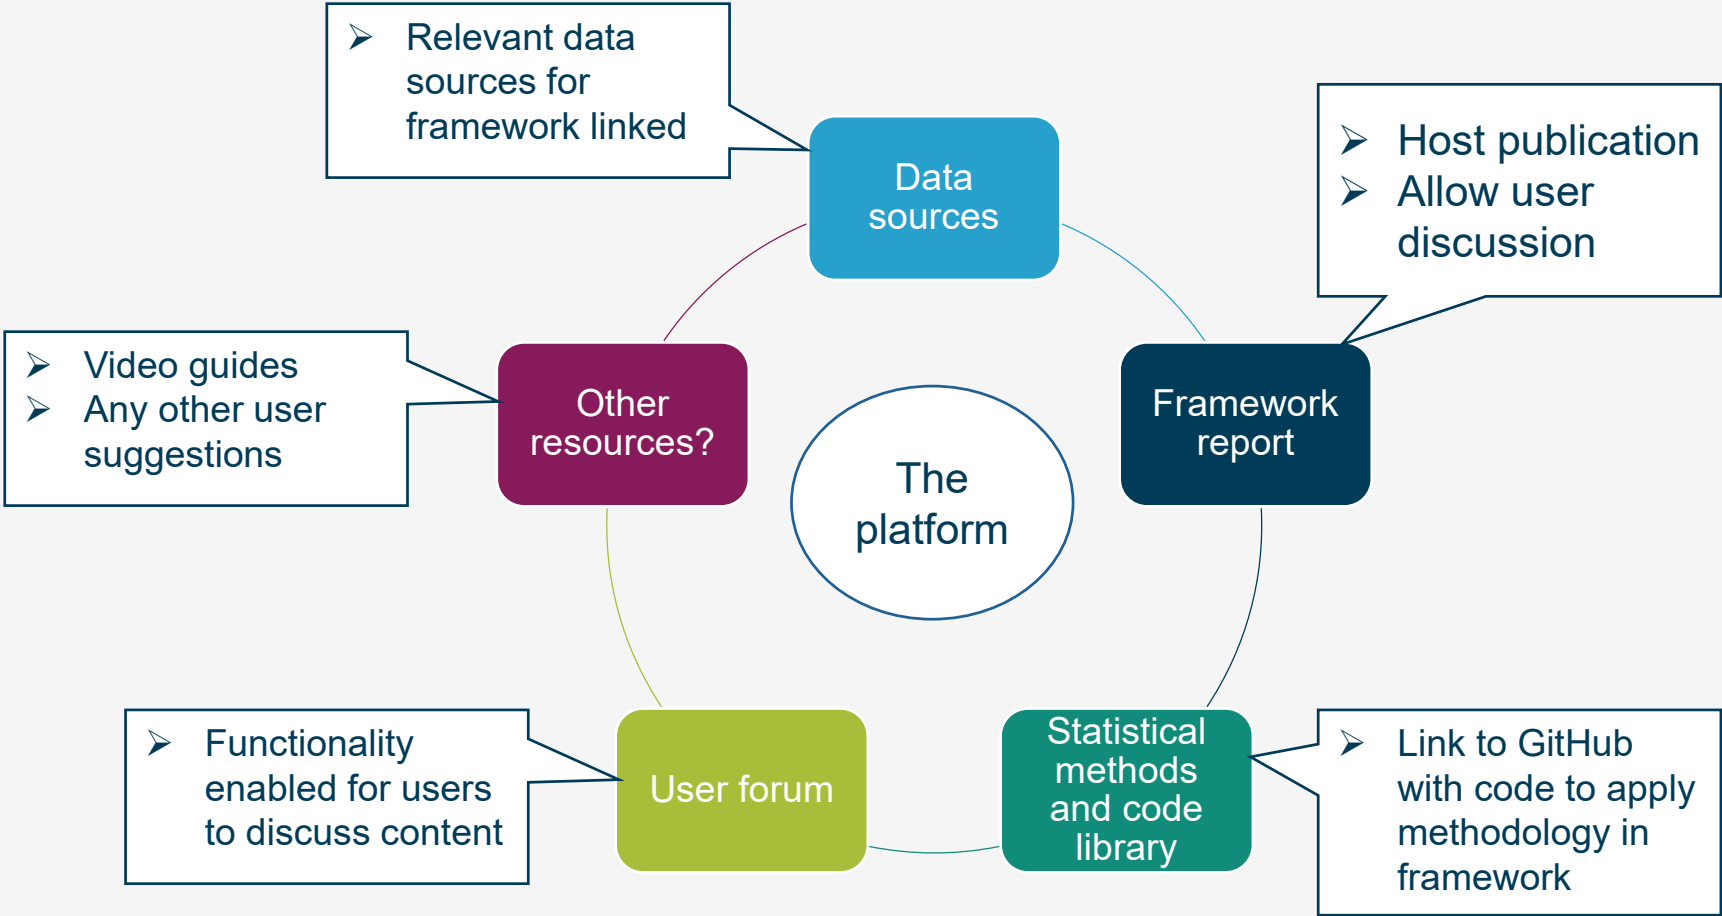 ➢ Relevant data
sources for
framework linked
Data
sources
➢ Host publication
➢ Allow user
discussion
➢ Video guides
➢ Any other user
suggestions
Other
resources?
The
platform
Framework
report
➢ Functionality
enabled for users
to discuss content
User forum
Statistical
methods
and code
library
➢ Link to GitHub
with code to apply
methodology in
framework